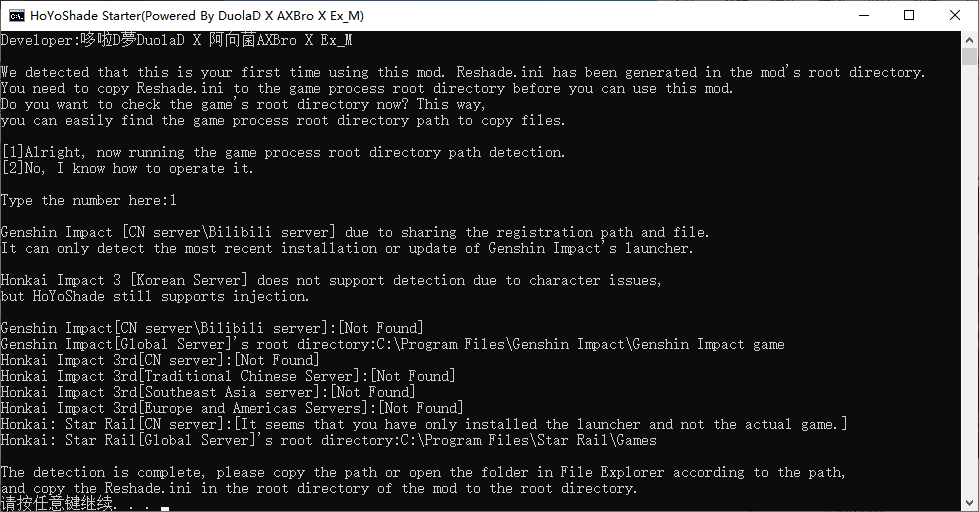 HoYoShade Starter(Powered By DuolaD X AXBro X Ex_M)
Developer:哆啦D夢DuolaD X 阿向菌AXBro X Ex_M
We detected that this is your first time using this mod. Reshade.ini has been generated in the mod's root directory.
You need to copy Reshade.ini to the game process root directory before you can use this mod.
Do you want to check the game's root directory now? This way,
you can easily find the game process root directory path to copy files.
[1]Alright, now running the game process root directory path detection.
[2]No, I know how to operate it.
Type the number here:1
Genshin Impact [CN server\Bilibili server] due to sharing the registration path and file.
It can only detect the most recent installation or update of Genshin Impact's launcher.
Honkai Impact 3 [Korean Server] does not support detection due to character issues,
but HoYoShade still supports injection.
Genshin Impact[CN server\Bilibili server]:[Not Found]
Genshin Impact[Global Server]'s root directory:C:\Program Files\Genshin Impact\Genshin Impact game
Honkai Impact 3rd[CN server]:[Not Found]
Honkai Impact 3rd[Traditional Chinese Server]:[Not Found]
Honkai Impact 3rd[Southeast Asia server]:[Not Found]
Honkai Impact 3rd[Europe and Americas Servers]:[Not Found]
Honkai: Star Rail[CN server]:[It seems that you have only installed the launcher and not the actual game.]
Honkai: Star Rail[Global Server]'s root directory:C:\Program Files\Star Rail\Games
The detection is complete, please copy the path or open the folder in File Explorer according to the path,
and copy the Reshade.ini in the root directory of the mod to the root directory.
请按任意键继续. . .